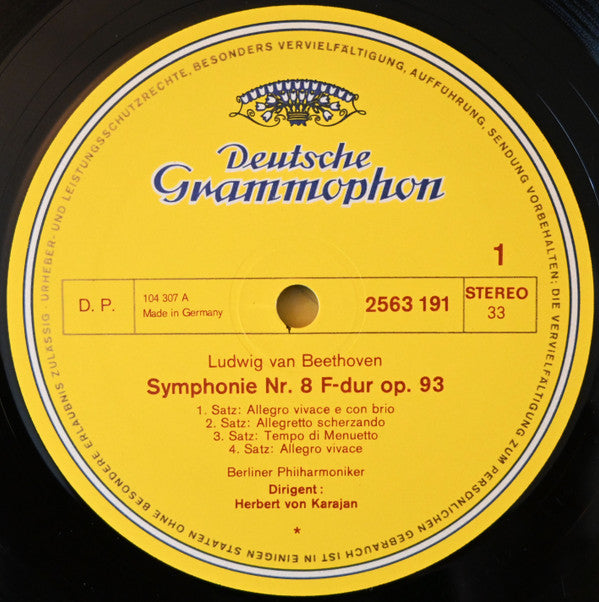 Deutsche
Grammophon
1
D. P.
104 307 A
Made in Germany
2563 191
STEREO
33
Ludwig van Beethoven
Symphonie Nr. 8 F-dur op. 93
1. Satz: Allegro vivace e con brio
2. Satz: Allegretto scherzando
3. Satz: Tempo di Menuetto
4. Satz: Allegro vivace
Berliner Philharmoniker
Dirigent:
Herbert von Karajan
*
URHEBER- UND LEISTUNGSSCHUTZRECHTE, BESONDERS VERVIELFÄLTIGUNG, AUFFÜHRUNG, SENDUNG VORBEHALTEN; DIE VERVIELFÄLTIGUNG ZUM PERSÖNLICHEN GEBRAUCH IST IN EINIGEN STAATEN OHNE BESONDERE ERLAUBNIS ZULÄSSIG -